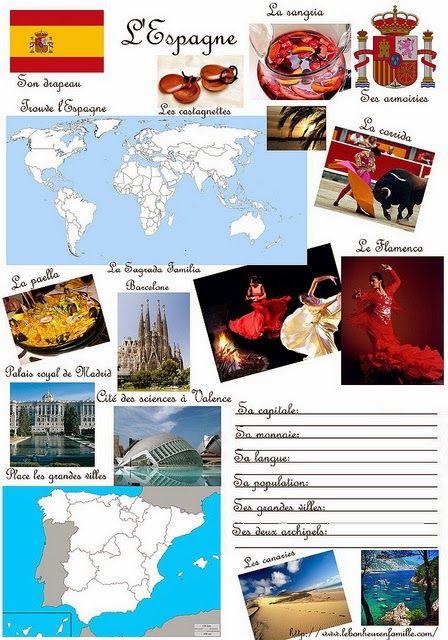 L'Espagne
La sangria
Son drapeau
Les castagnettes
Ses armoiries
Trouve l'Espagne
La corrida
La paella
La Sagrada Familia
Barcelone
Le Flamenco
Palais royal de Madrid
Cité des sciences à Valence
Sa capitale:
Sa monnaie:
Sa langue:
Sa population:
Ses grandes villes:
Ses deux archipels:
Place les grandes villes
Les canaries
http://www.lebonheurenfamille.com/